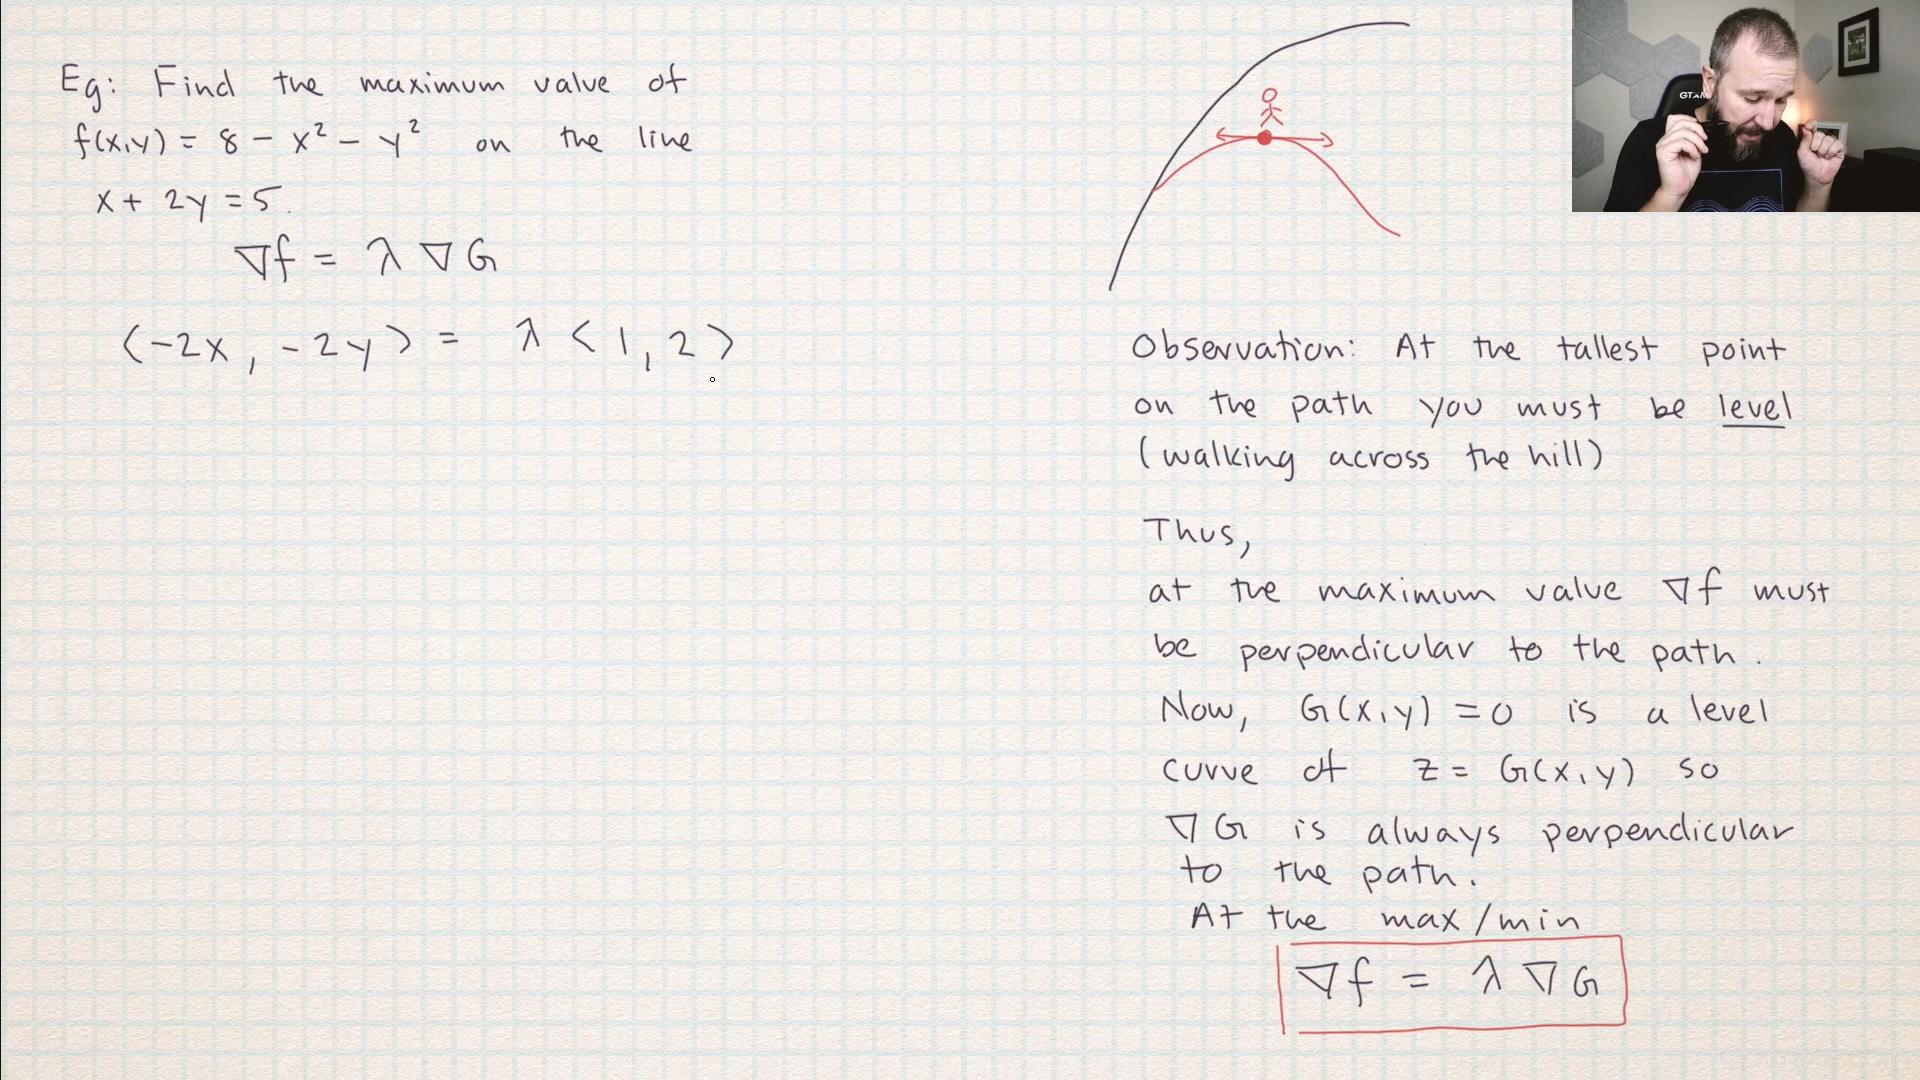 Eg: Find the maximum value of
f(x,y) = 8 - x² - y² on the line
x + 2y = 5.
∇f = λ ∇G
⟨-2x, -2y⟩ = λ < 1, 2 >
Observation: At the tallest point
on the path you must be level
(walking across the hill)
Thus,
at the maximum value ∇f must
be perpendicular to the path.
Now, G(x,y) = 0 is a level
curve of z = G(x,y) so
∇G is always perpendicular
to the path.
At the max/min
∇f = λ ∇G